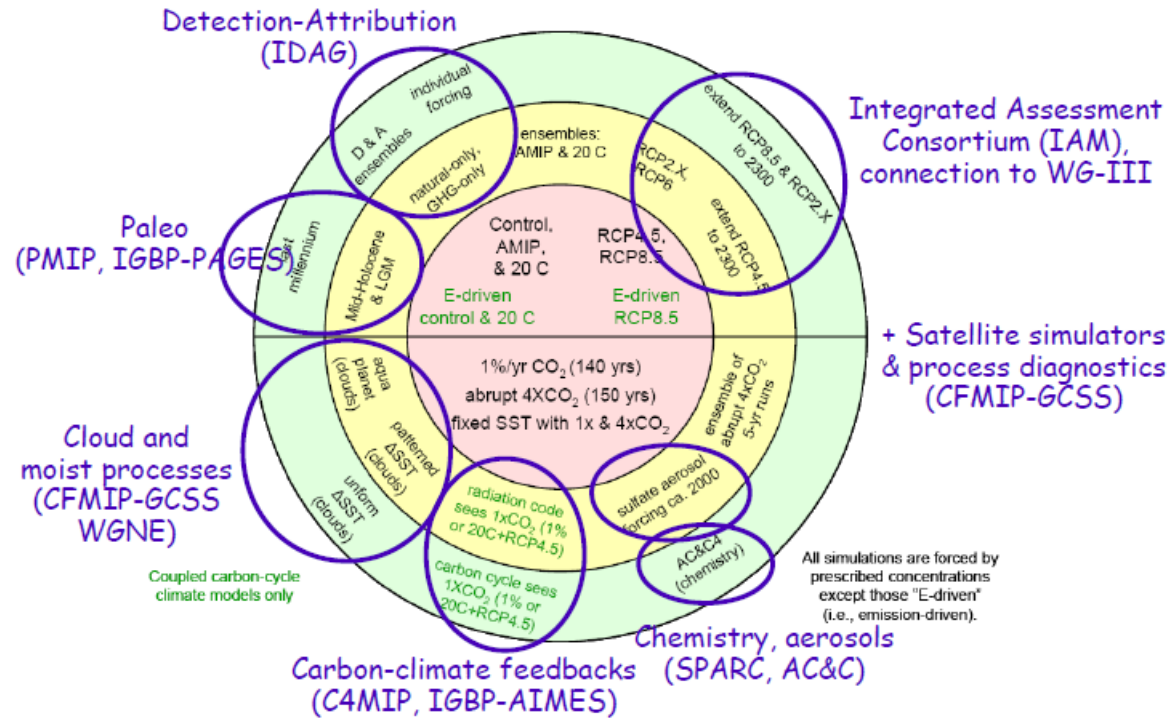 Detection-Attribution
(IDAG)
individual
forcing
D & A
ensembles
natural-only,
GHG-only
ensembles:
AMIP & 20 C
RCP2.X,
RCP6
extend RCP8.5 & RCP2.X
to 2300
extend RCP4.5
to 2300
Integrated Assessment
Consortium (IAM),
connection to WG-III
Paleo
(PMIP, IGBP-PAGES)
last
millennium
Mid-Holocene
& LGM
Control,
AMIP,
& 20 C
RCP4.5,
RCP8.5
E-driven
control & 20 C
E-driven
RCP8.5
+ Satellite simulators
& process diagnostics
(CFMIP-GCSS)
1%/yr CO₂ (140 yrs)
abrupt 4XCO₂ (150 yrs)
fixed SST with 1x & 4xCO₂
aqua
planet
(clouds)
patterned
ΔSST
(clouds)
unform
ΔSST
(clouds)
ensemble of
abrupt 4xCO₂
5-yr runs
Cloud and
moist processes
(CFMIP-GCSS
WGNE)
radiation code
sees 1xCO₂ (1%
or 20C+RCP4.5)
carbon cycle sees
1XCO₂ (1% or
20C+RCP4.5)
sulfate aerosol
forcing ca. 2000
AC&C4
(chemistry)
Coupled carbon-cycle
climate models only
All simulations are forced by
prescribed concentrations
except those "E-driven"
(i.e., emission-driven).
Carbon-climate feedbacks
(C4MIP, IGBP-AIMES)
Chemistry, aerosols
(SPARC, AC&C)